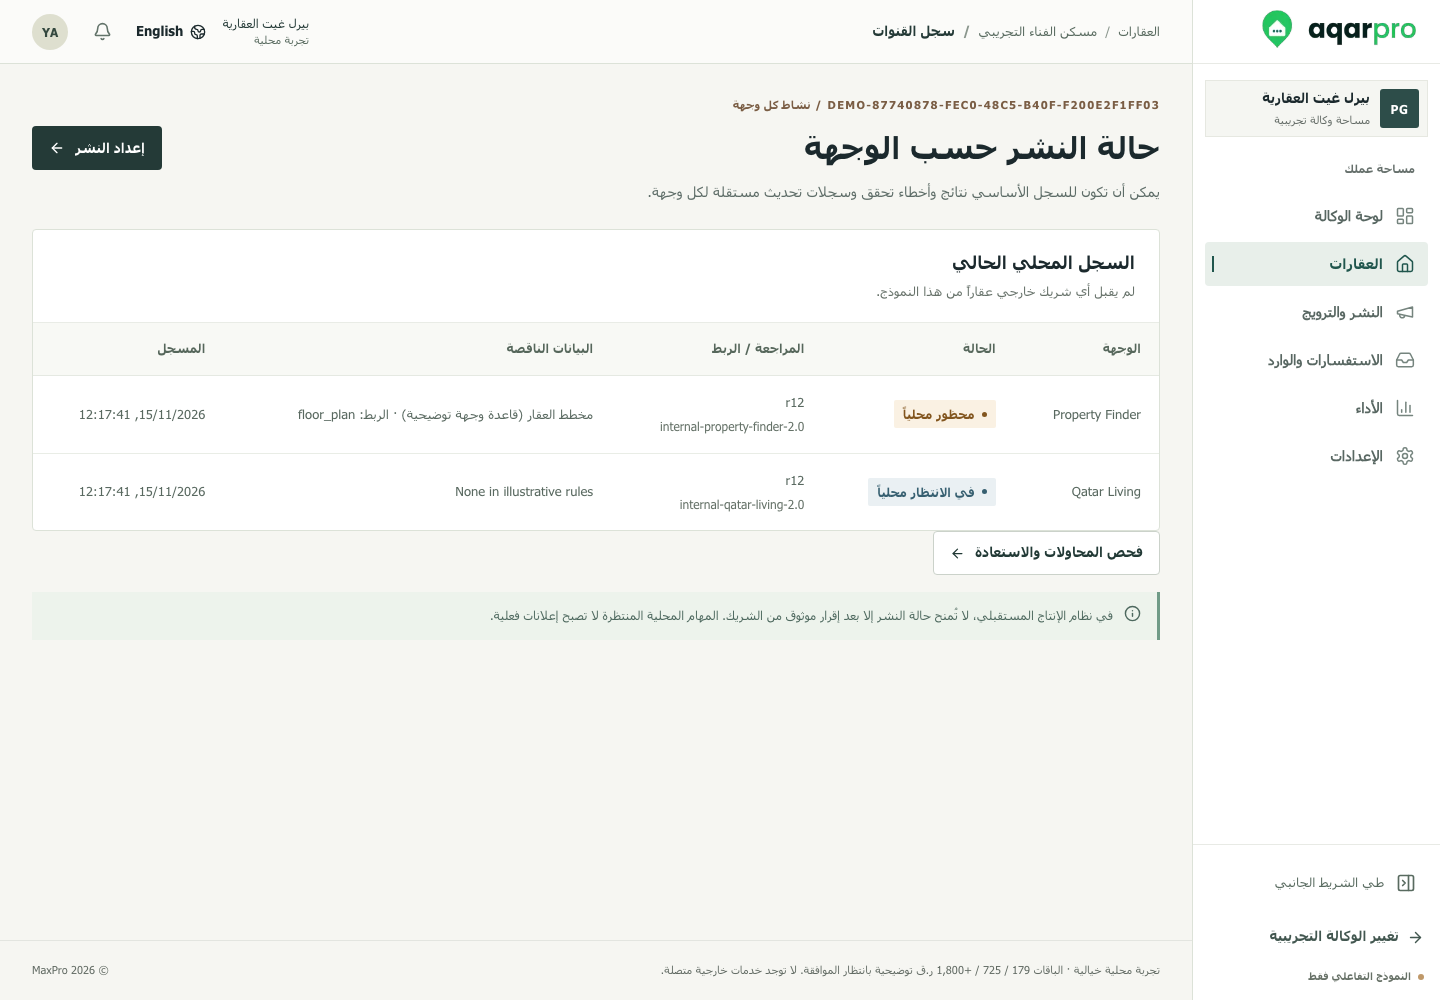 aqarpro
PG
بيرل غيت العقارية
مساحة وكالة تجريبية
مساحة عملك
لوحة الوكالة
العقارات
النشر والترويج
الاستفسارات والوارد
الأداء
الإعدادات
طي الشريط الجانبي
تغيير الوكالة التجريبية
النموذج التفاعلي فقط
العقارات / مسكن الفناء التجريبي / سجل القنوات
بيرل غيت العقارية
تجربة محلية
English
YA
DEMO-87740878-FEC0-48C5-B40F-F200E2F1FF03 / نشاط كل وجهة
حالة النشر حسب الوجهة
يمكن أن تكون للسجل الأساسي نتائج وأخطاء تحقق وسجلات تحديث مستقلة لكل وجهة.
إعداد النشر
السجل المحلي الحالي
لم يقبل أي شريك خارجي عقاراً من هذا النموذج.
الوجهة الحالة المراجعة / الربط البيانات الناقصة المسجل
Property Finder
محظور محلياً
r12
internal-property-finder-2.0
مخطط العقار (قاعدة وجهة توضيحية) · الربط: floor_plan
15/11/2026, 12:17:41
Qatar Living
في الانتظار محلياً
r12
internal-qatar-living-2.0
None in illustrative rules
15/11/2026, 12:17:41
فحص المحاولات والاستعادة
في نظام الإنتاج المستقبلي، لا تُمنح حالة النشر إلا بعد إقرار موثوق من الشريك. المهام المحلية المنتظرة لا تصبح إعلانات فعلية.
تجربة محلية خيالية · الباقات 179 / 725 / +1,800 ر.ق توضيحية بانتظار الموافقة. لا توجد خدمات خارجية متصلة.
© 2026 MaxPro